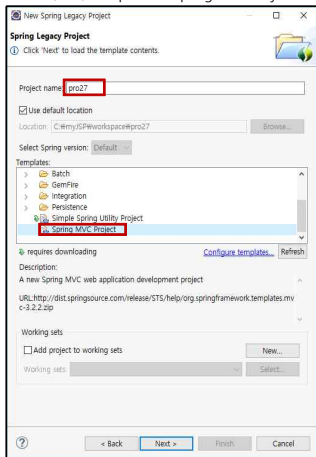 New Spring Legacy Project
Spring Legacy Project
Click 'Next' to load the template contents.
Project name: pro27
Use default location
Location: C:₩myJSP₩workspace₩pro27 Browse...
Select Spring version: Default
Templates:
Batch
GemFire
Integration
Persistence
Simple Spring Utility Project
Spring MVC Project
requires downloading Configure templates... Refresh
Description:
A new Spring MVC web application development project
URL:http://dist.springsource.com/release/STS/help/org.springframework.templates.mv
c-3.2.2.zip
Working sets
Add project to working sets New...
Working sets: Select...
< Back Next > Finish Cancel